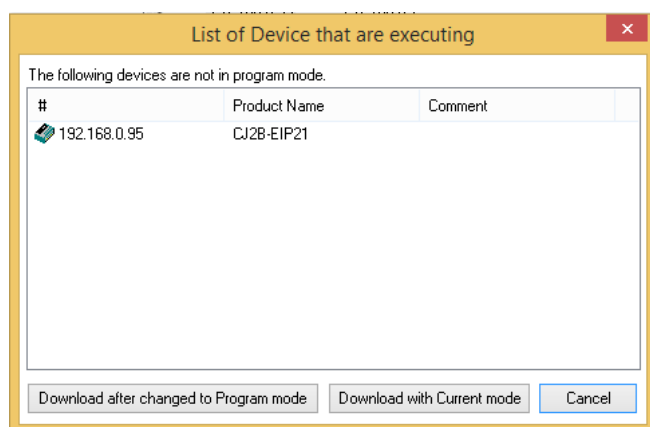 List of Device that are executing
The following devices are not in program mode.
# Product Name Comment
192.168.0.95 CJ2B-EIP21
Download after changed to Program mode Download with Current mode Cancel